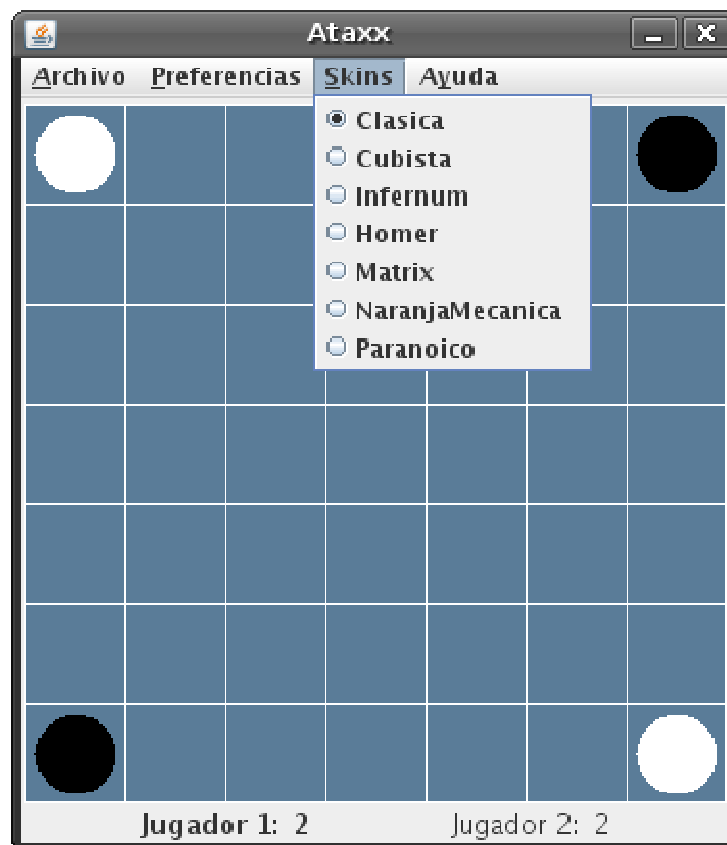 Ataxx
Archivo Preferencias Skins Ayuda
Clasica
Cubista
Infernum
Homer
Matrix
NaranjaMecanica
Paranoico
Jugador 1: 2 Jugador 2: 2